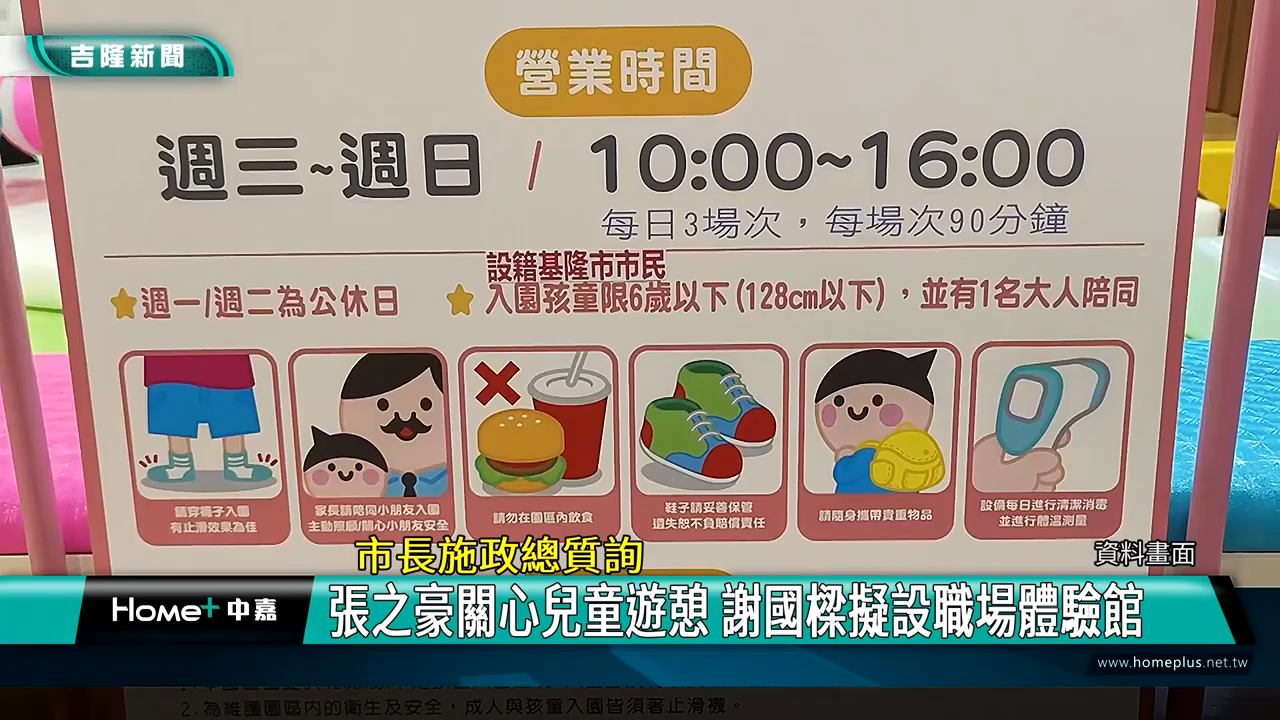 吉隆新聞
營業時間
週三~週日 / 10:00~16:00
每日3場次，每場次90分鐘
設籍基隆市市民
週一/週二為公休日
入園孩童限6歲以下(128cm以下)，並有1名大人陪同
請穿襪子入園
有止滑效果為佳
家長請陪同小朋友入園
主動照顧/關心小朋友安全
請勿在園區內飲食
鞋子請妥善保管
遺失恕不負賠償責任
請隨身攜帶貴重物品
設備每日進行清潔消毒
並進行體溫測量
市長施政總質詢
資料畫面
Home+ 中嘉
張之豪關心兒童遊憩 謝國樑擬設職場體驗館
www.homeplus.net.tw
2.為維護園區內的衛生及安全，成人與孩童入園皆須著止滑襪。